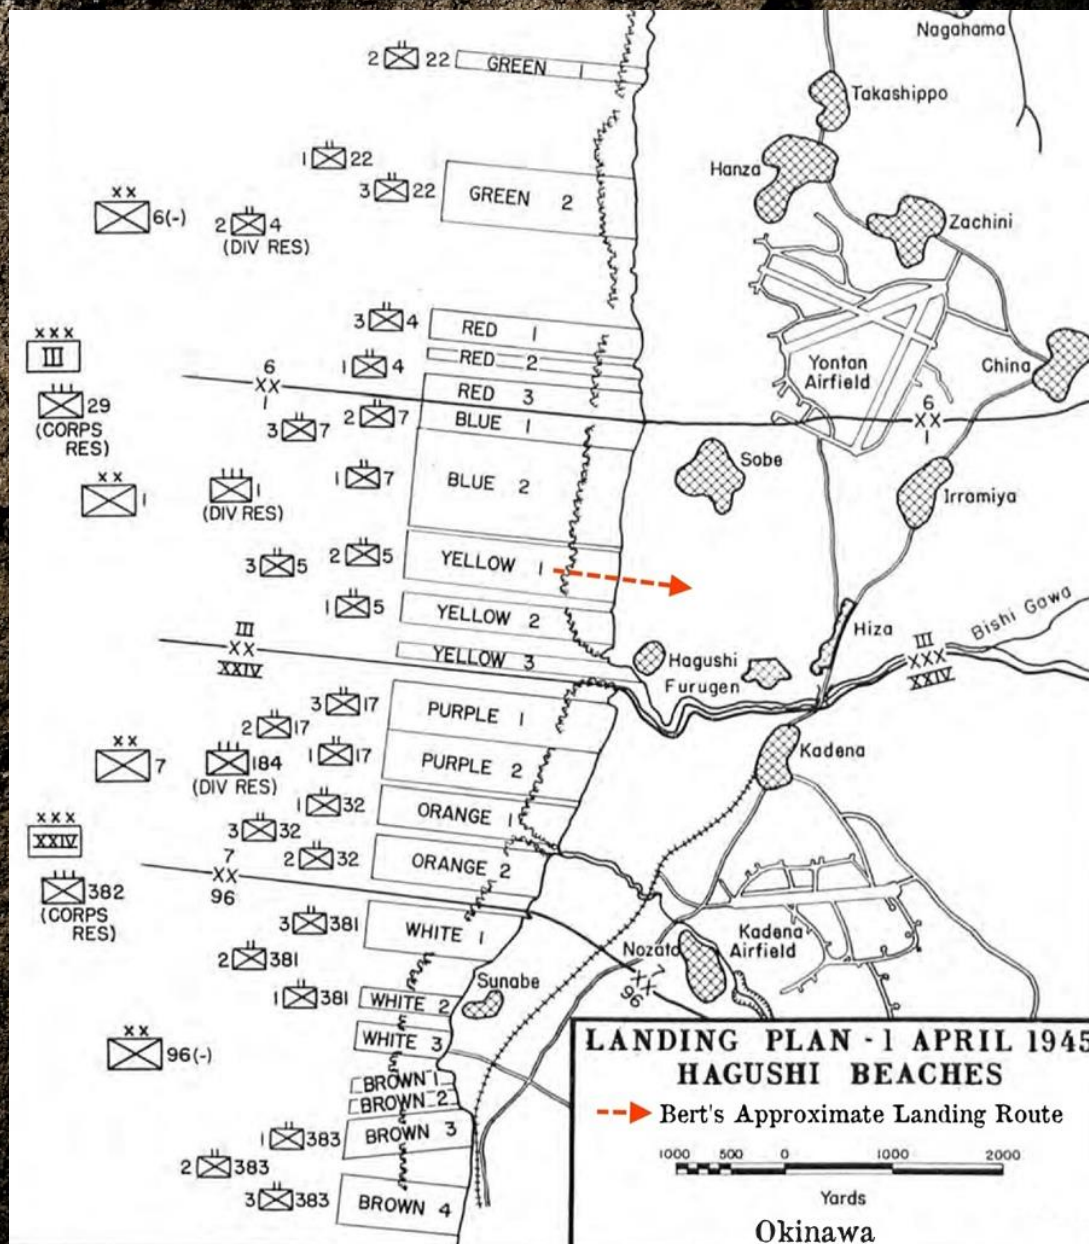 Nagahama
2 22 GREEN 1
Takashippo
1 22
Hanza
3 22 GREEN 2
XX
6(-)
2 4
(DIV RES)
Zachini
3 4 RED 1
XXX
III
1 4 RED 2
Yontan
Airfield
China
6
XX
1
RED 3
29
(CORPS
RES)
3 7
2 7 BLUE 1
6
XX
1
Sobe
XX
1
1
(DIV RES)
1 7 BLUE 2
Irramiya
3 5
2 5 YELLOW 1
1 5 YELLOW 2
Bishi Gawa
Hiza
III
XX
XXIV
YELLOW 3
Hagushi
Furugen
III
XXX
XXIV
3 17 PURPLE 1
2 17
Kadena
XX
7
184
(DIV RES)
1 17 PURPLE 2
1 32 ORANGE 1
XXX
XXIV
3 32
2 32 ORANGE 2
7
XX
96
382
(CORPS
RES)
3 381 WHITE 1
Kadena
Airfield
Nozato
2 381
7
XX
96
Sunabe
1 381 WHITE 2
WHITE 3
XX
96(-)
BROWN 1
BROWN 2
1 383 BROWN 3
2 383
3 383 BROWN 4
LANDING PLAN - 1 APRIL 1945
HAGUSHI BEACHES
Bert's Approximate Landing Route
1000 500 0 1000 2000
Yards
Okinawa